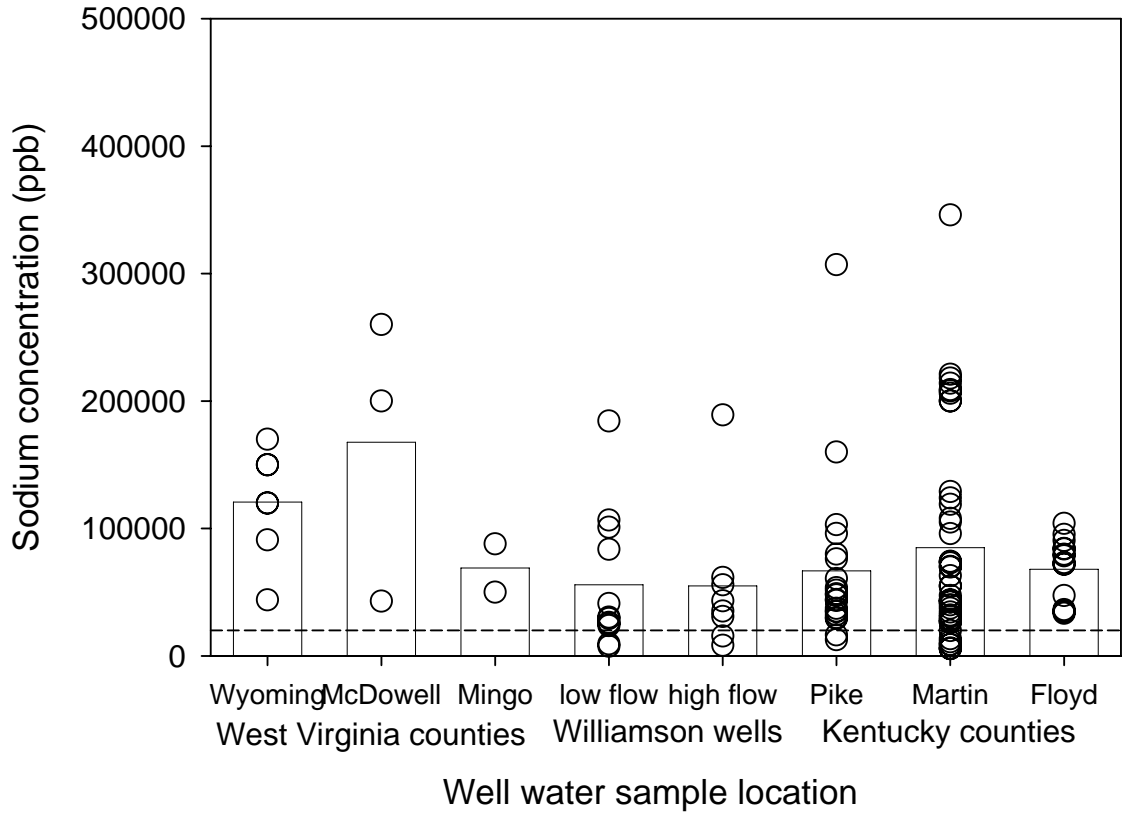 Sodium concentration (ppb)
500000
400000
300000
200000
100000
0
Wyoming McDowell Mingo low flow high flow Pike Martin Floyd
West Virginia counties Williamson wells Kentucky counties
Well water sample location